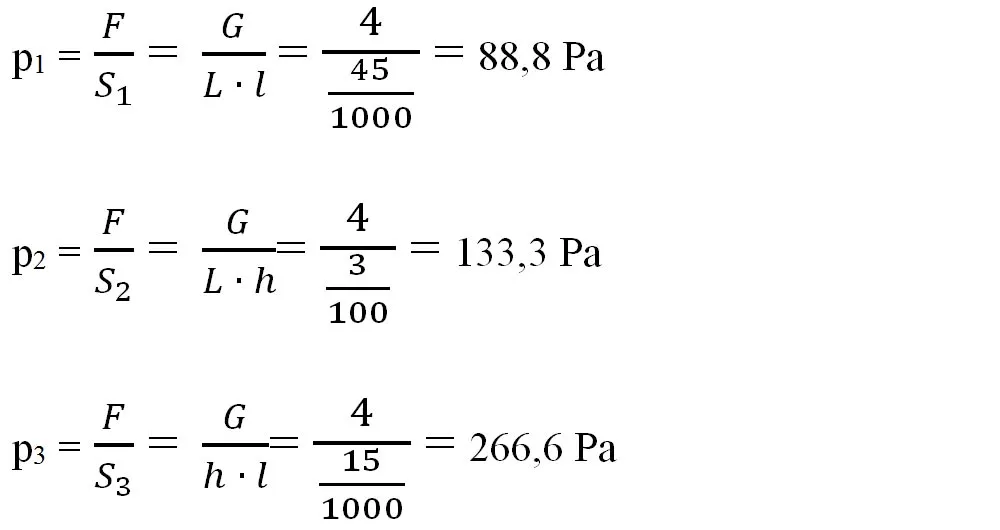 p₁ = F/S₁ = G/(L · l) = 4/(45/1000) = 88,8 Pa
p₂ = F/S₂ = G/(L · h) = 4/(3/100) = 133,3 Pa
p₃ = F/S₃ = G/(h · l) = 4/(15/1000) = 266,6 Pa